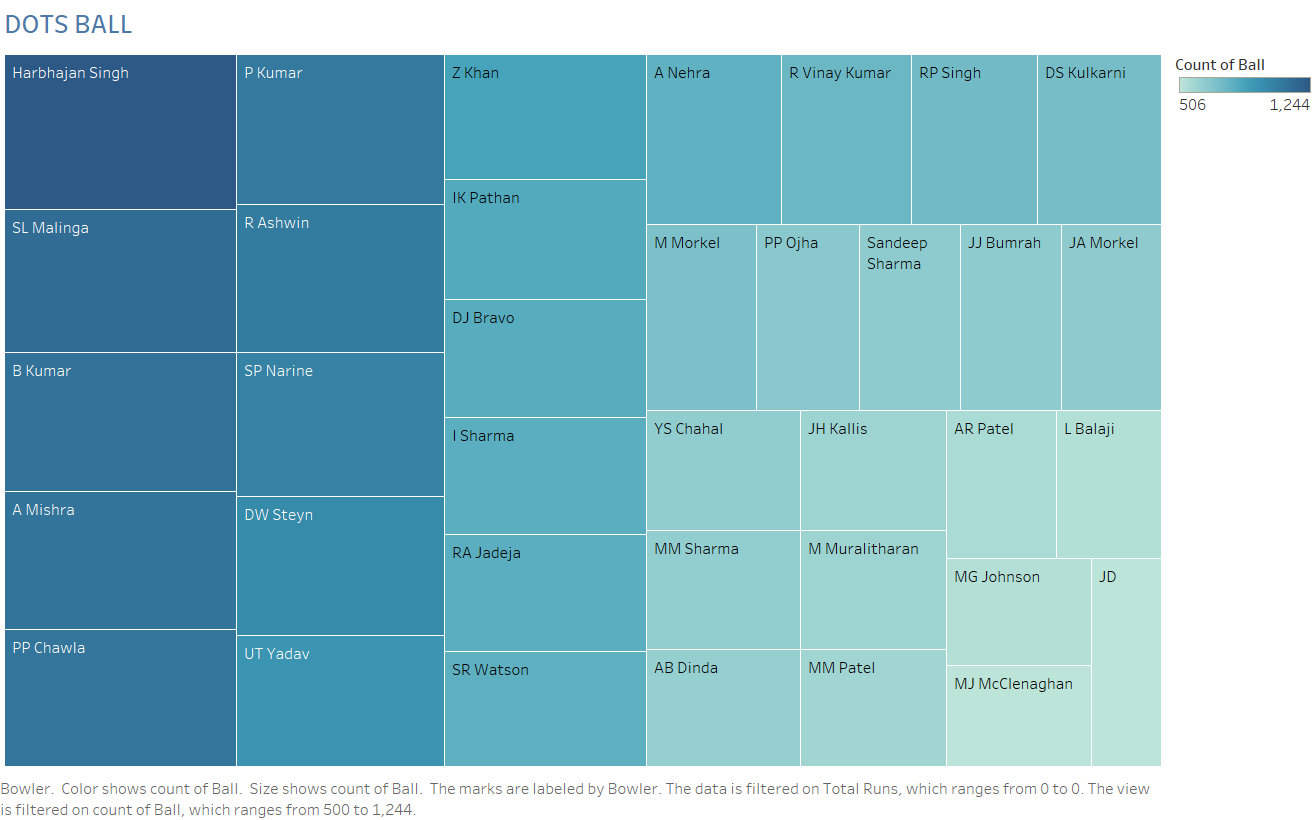 DOTS BALL
Harbhajan Singh
SL Malinga
B Kumar
A Mishra
PP Chawla
P Kumar
R Ashwin
SP Narine
DW Steyn
UT Yadav
Z Khan
IK Pathan
DJ Bravo
I Sharma
RA Jadeja
SR Watson
A Nehra
R Vinay Kumar
RP Singh
DS Kulkarni
M Morkel
PP Ojha
Sandeep
Sharma
JJ Bumrah
JA Morkel
YS Chahal
MM Sharma
AB Dinda
JH Kallis
M Muralitharan
MM Patel
AR Patel
L Balaji
MG Johnson
MJ McClenaghan
JD
Count of Ball
506 1,244
Bowler.  Color shows count of Ball.  Size shows count of Ball.  The marks are labeled by Bowler. The data is filtered on Total Runs, which ranges from 0 to 0. The view
is filtered on count of Ball, which ranges from 500 to 1,244.